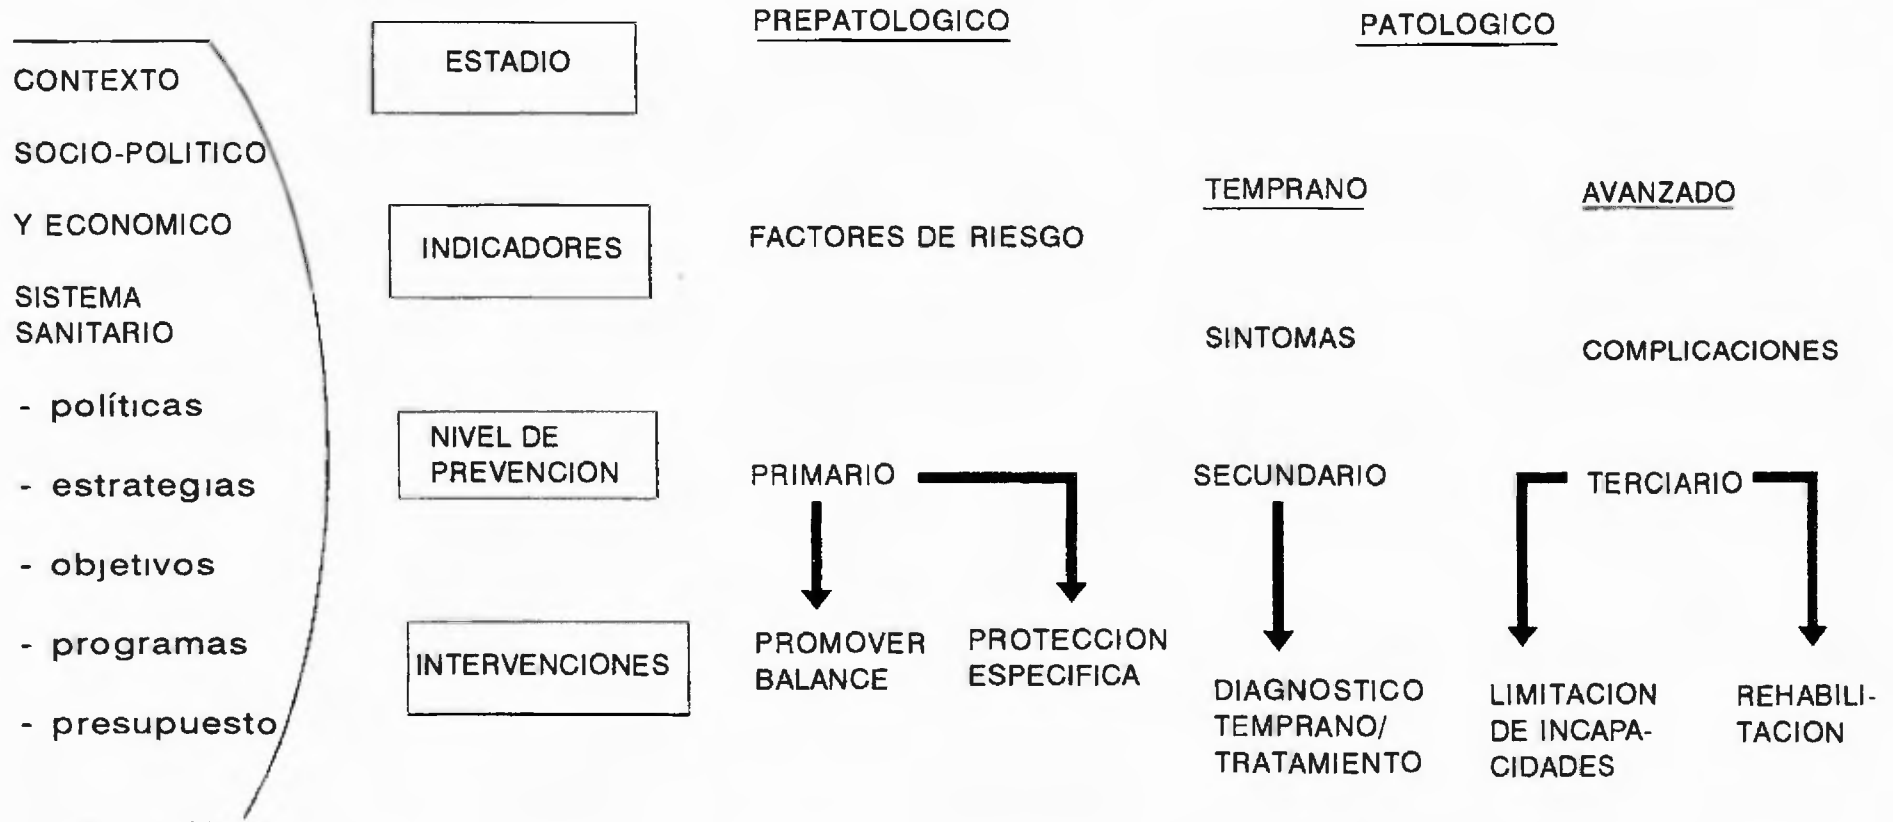 CONTEXTO
SOCIO-POLITICO
Y ECONOMICO
SISTEMA
SANITARIO
- políticas
- estrategias
- objetivos
- programas
- presupuesto
ESTADIO
PREPATOLOGICO
PATOLOGICO
TEMPRANO
AVANZADO
INDICADORES
FACTORES DE RIESGO
SINTOMAS
COMPLICACIONES
NIVEL DE
PREVENCION
PRIMARIO
SECUNDARIO
TERCIARIO
INTERVENCIONES
PROMOVER
BALANCE
PROTECCION
ESPECIFICA
DIAGNOSTICO
TEMPRANO/
TRATAMIENTO
LIMITACION
DE INCAPA-
CIDADES
REHABILI-
TACION